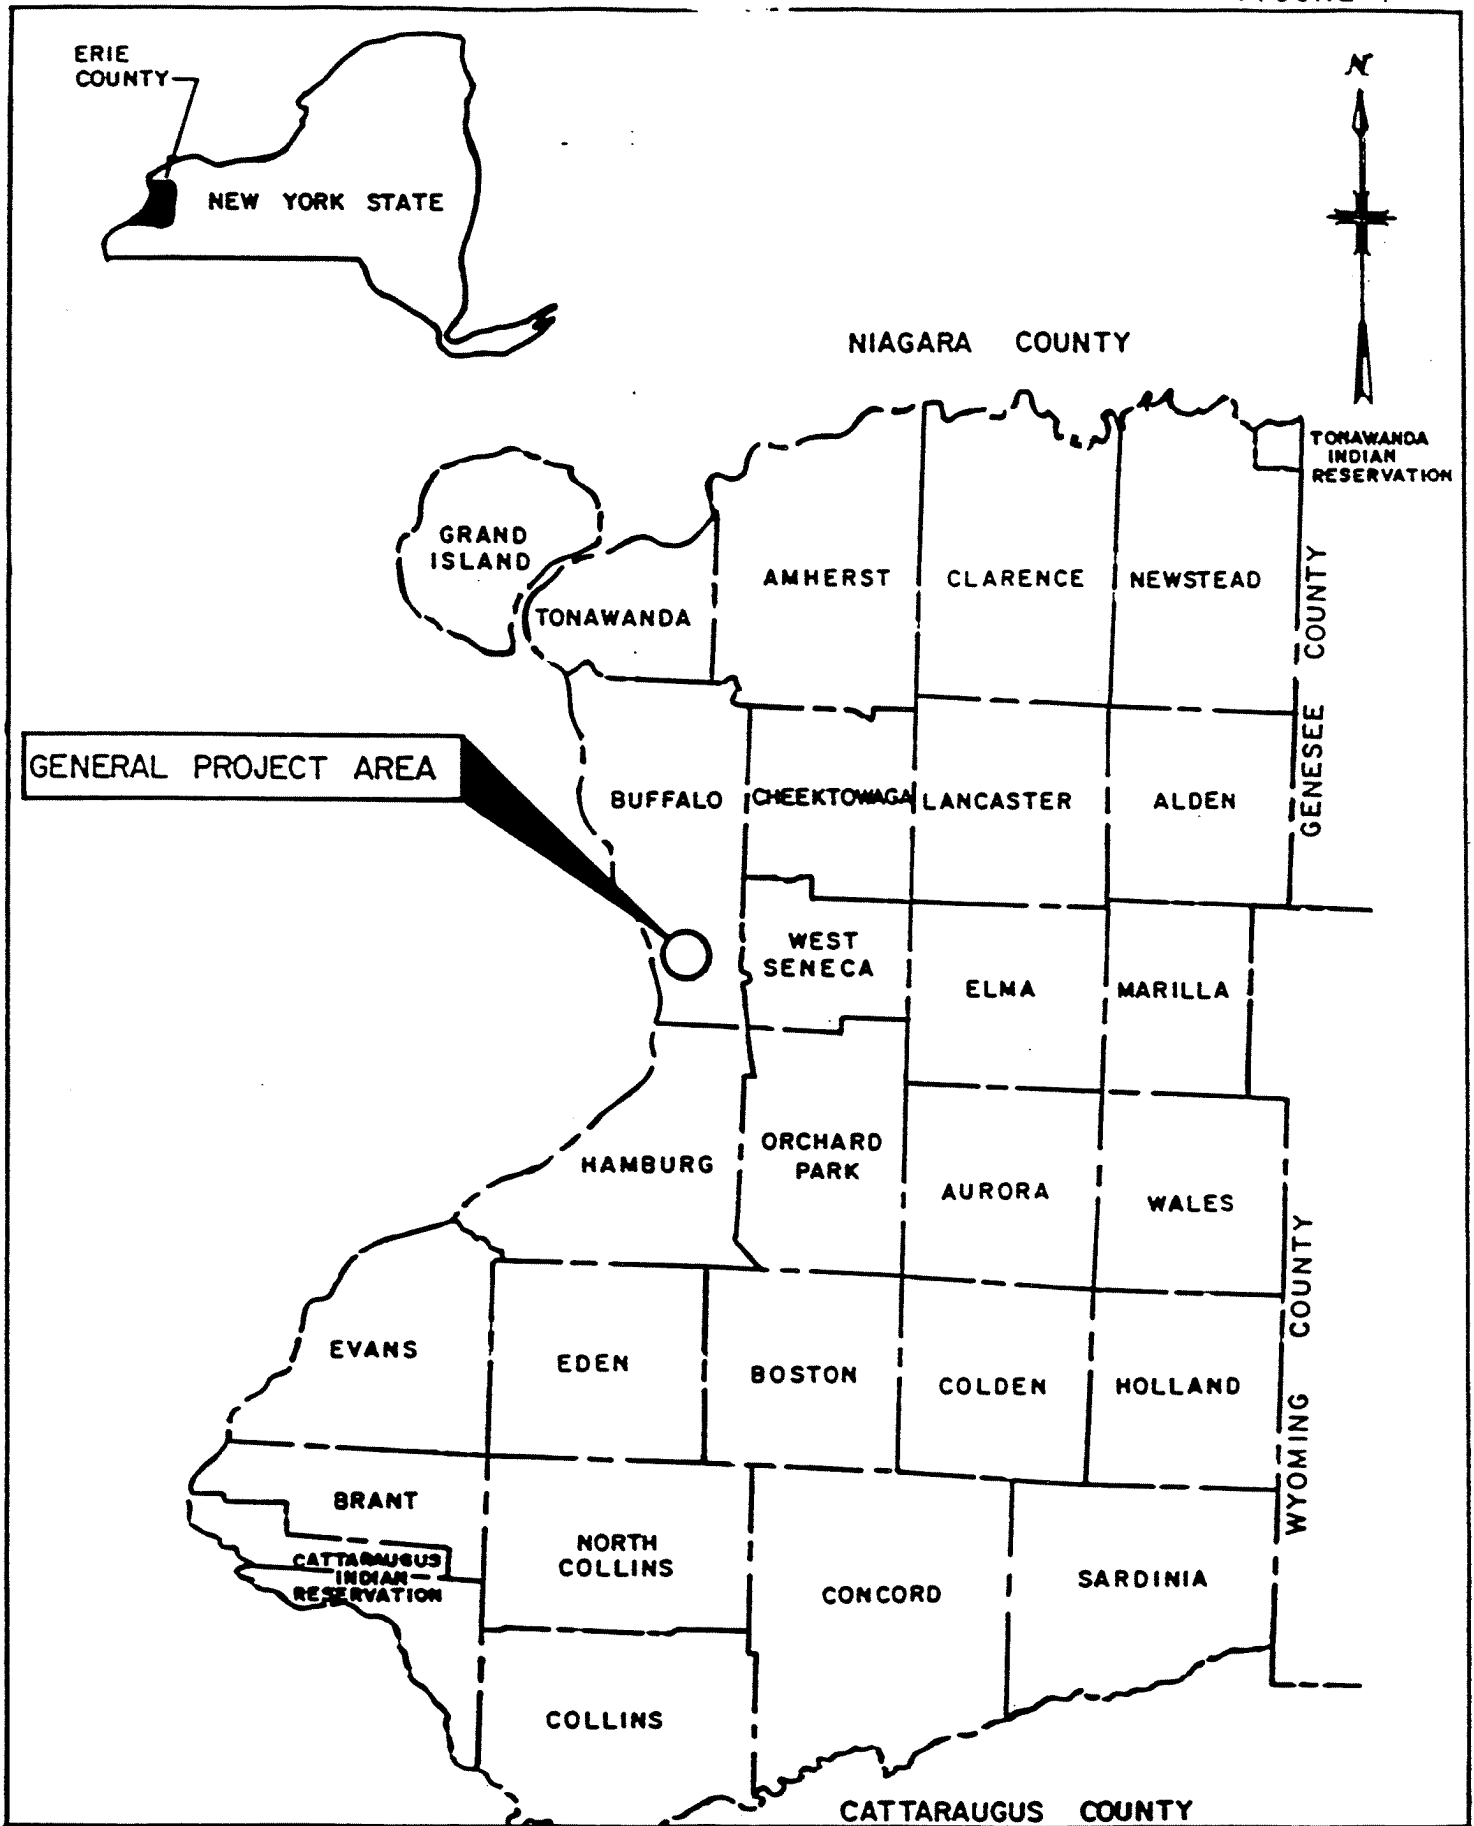 ERIE
COUNTY
N
NEW YORK STATE
NIAGARA COUNTY
TONAWANDA
INDIAN
RESERVATION
GRAND
ISLAND
AMHERST
CLARENCE
NEWSTEAD
TONAWANDA
GENESEE COUNTY
GENERAL PROJECT AREA
BUFFALO
CHEEKTOWAGA
LANCASTER
ALDEN
WEST
SENECA
ELMA
MARILLA
HAMBURG
ORCHARD
PARK
AURORA
WALES
WYOMING COUNTY
EVANS
EDEN
BOSTON
COLDEN
HOLLAND
BRANT
NORTH
COLLINS
CATTARAUGUS
INDIAN
RESERVATION
CONCORD
SARDINIA
COLLINS
CATTARAUGUS COUNTY